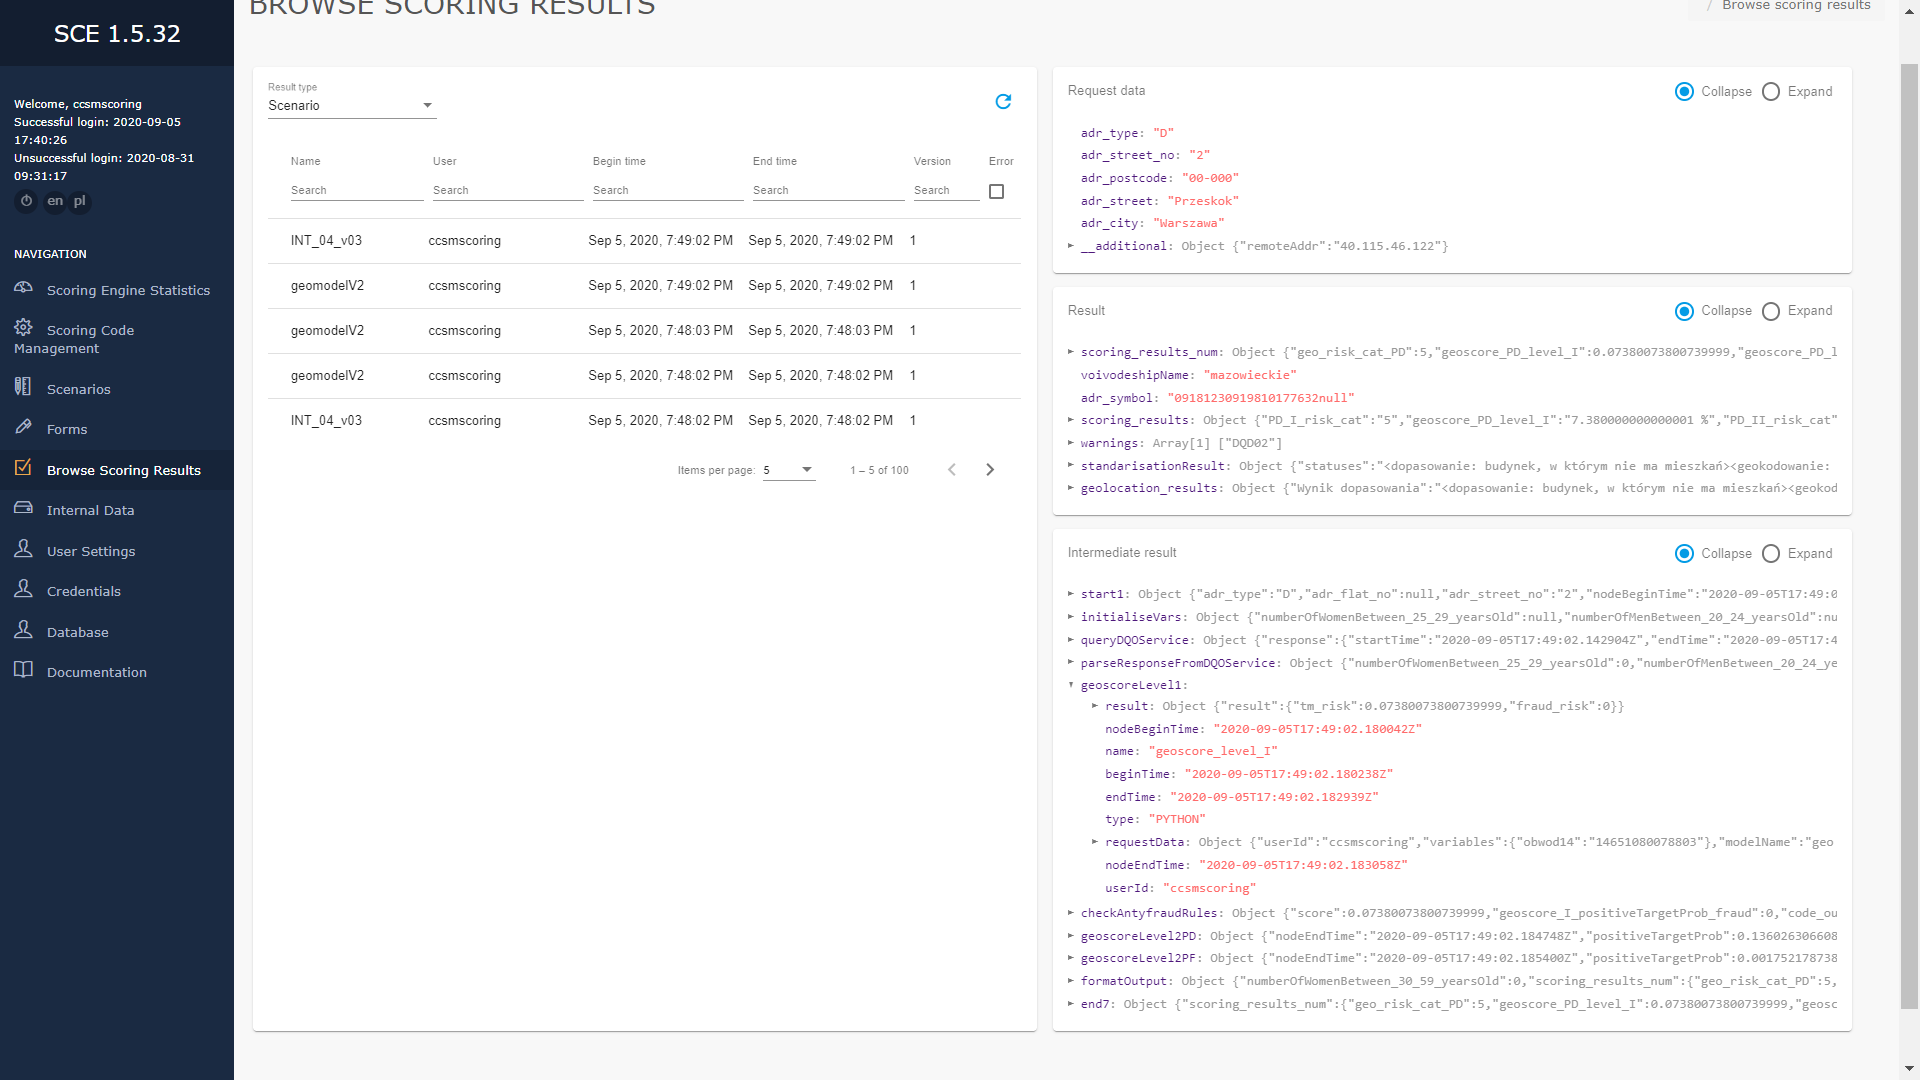 SCE 1.5.32
Welcome, ccsmscoring
Successful login: 2020-09-05
17:40:26
Unsuccessful login: 2020-08-31
09:31:17
en pl
NAVIGATION
Scoring Engine Statistics
Scoring Code
Management
Scenarios
Forms
Browse Scoring Results
Internal Data
User Settings
Credentials
Database
Documentation
BROWSE SCORING RESULTS
/ Browse scoring results
Result type
Scenario
Name User Begin time End time Version Error
Search Search Search Search Search
INT_04_v03 ccsmscoring Sep 5, 2020, 7:49:02 PM Sep 5, 2020, 7:49:02 PM 1
geomodelV2 ccsmscoring Sep 5, 2020, 7:49:02 PM Sep 5, 2020, 7:49:02 PM 1
geomodelV2 ccsmscoring Sep 5, 2020, 7:48:03 PM Sep 5, 2020, 7:48:03 PM 1
geomodelV2 ccsmscoring Sep 5, 2020, 7:48:02 PM Sep 5, 2020, 7:48:02 PM 1
INT_04_v03 ccsmscoring Sep 5, 2020, 7:48:02 PM Sep 5, 2020, 7:48:02 PM 1
Items per page: 5 1 – 5 of 100
Request data Collapse Expand
adr_type: "D"
adr_street_no: "2"
adr_postcode: "00-000"
adr_street: "Przeskok"
adr_city: "Warszawa"
__additional: Object {"remoteAddr":"40.115.46.122"}
Result Collapse Expand
scoring_results_num: Object {"geo_risk_cat_PD":5,"geoscore_PD_level_I":0.07380073800739999,"geoscore_PD_l
voivodeshipName: "mazowieckie"
adr_symbol: "09181230919810177632null"
scoring_results: Object {"PD_I_risk_cat":"5","geoscore_PD_level_I":"7.380000000000001 %","PD_II_risk_cat"
warnings: Array[1] ["DQD02"]
standarisationResult: Object {"statuses":"<dopasowanie: budynek, w którym nie ma mieszkań><geokodowanie:
geolocation_results: Object {"Wynik dopasowania":"<dopasowanie: budynek, w którym nie ma mieszkań><geokod
Intermediate result Collapse Expand
start1: Object {"adr_type":"D","adr_flat_no":null,"adr_street_no":"2","nodeBeginTime":"2020-09-05T17:49:0
initialiseVars: Object {"numberOfWomenBetween_25_29_yearsOld":null,"numberOfMenBetween_20_24_yearsOld":nu
queryDQOService: Object {"response":{"startTime":"2020-09-05T17:49:02.142904Z","endTime":"2020-09-05T17:4
parseResponseFromDQOService: Object {"numberOfWomenBetween_25_29_yearsOld":0,"numberOfMenBetween_20_24_ye
geoscoreLevel1:
result: Object {"result":{"tm_risk":0.07380073800739999,"fraud_risk":0}}
nodeBeginTime: "2020-09-05T17:49:02.180042Z"
name: "geoscore_level_I"
beginTime: "2020-09-05T17:49:02.180238Z"
endTime: "2020-09-05T17:49:02.182939Z"
type: "PYTHON"
requestData: Object {"userId":"ccsmscoring","variables":{"obwod14":"14651080078803"},"modelName":"geo
nodeEndTime: "2020-09-05T17:49:02.183058Z"
userId: "ccsmscoring"
checkAntyfraudRules: Object {"score":0.07380073800739999,"geoscore_I_positiveTargetProb_fraud":0,"code_ou
geoscoreLevel2PD: Object {"nodeEndTime":"2020-09-05T17:49:02.184748Z","positiveTargetProb":0.136026306608
geoscoreLevel2PF: Object {"nodeEndTime":"2020-09-05T17:49:02.185400Z","positiveTargetProb":0.001752178738
formatOutput: Object {"numberOfWomenBetween_30_59_yearsOld":0,"scoring_results_num":{"geo_risk_cat_PD":5,
end7: Object {"scoring_results_num":{"geo_risk_cat_PD":5,"geoscore_PD_level_I":0.07380073800739999,"geosc